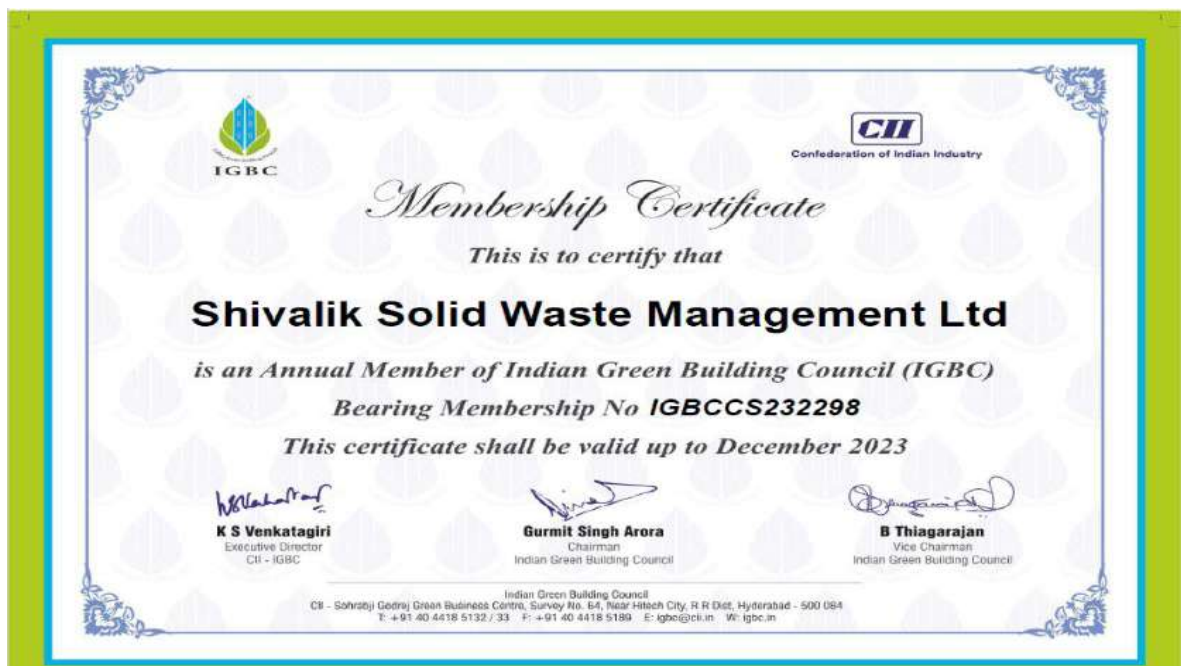 IGBC
CII
Confederation of Indian Industry
Membership Certificate
This is to certify that
Shivalik Solid Waste Management Ltd
is an Annual Member of Indian Green Building Council (IGBC)
Bearing Membership No IGBCCS232298
This certificate shall be valid up to December 2023
K S Venkatagiri
Executive Director
CII - IGBC
Gurmit Singh Arora
Chairman
Indian Green Building Council
B Thiagarajan
Vice Chairman
Indian Green Building Council
Indian Green Building Council
CII - Sohrabji Godrej Green Business Centre, Survey No. 64, Near Hitech City, R R Dist, Hyderabad - 500 084
T: +91 40 4418 5132 / 33 F: +91 40 4418 5189 E: igbc@cii.in W: igbc.in